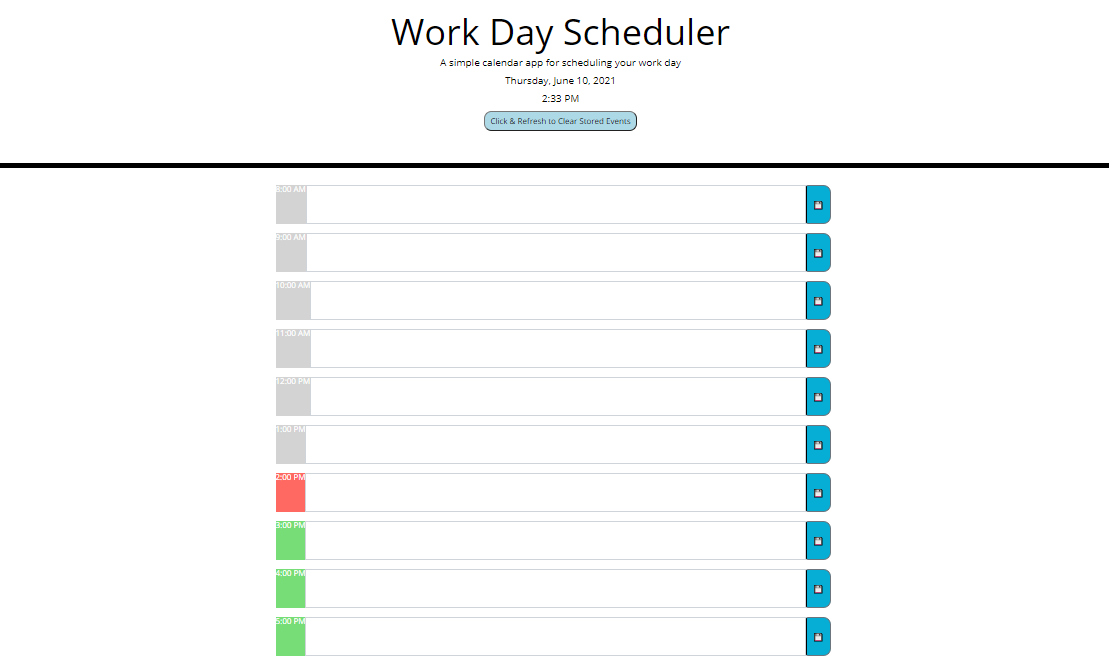 Work Day Scheduler
A simple calendar app for scheduling your work day
Thursday, June 10, 2021
2:33 PM
Click & Refresh to Clear Stored Events
8:00 AM
9:00 AM
10:00 AM
11:00 AM
12:00 PM
1:00 PM
2:00 PM
3:00 PM
4:00 PM
5:00 PM